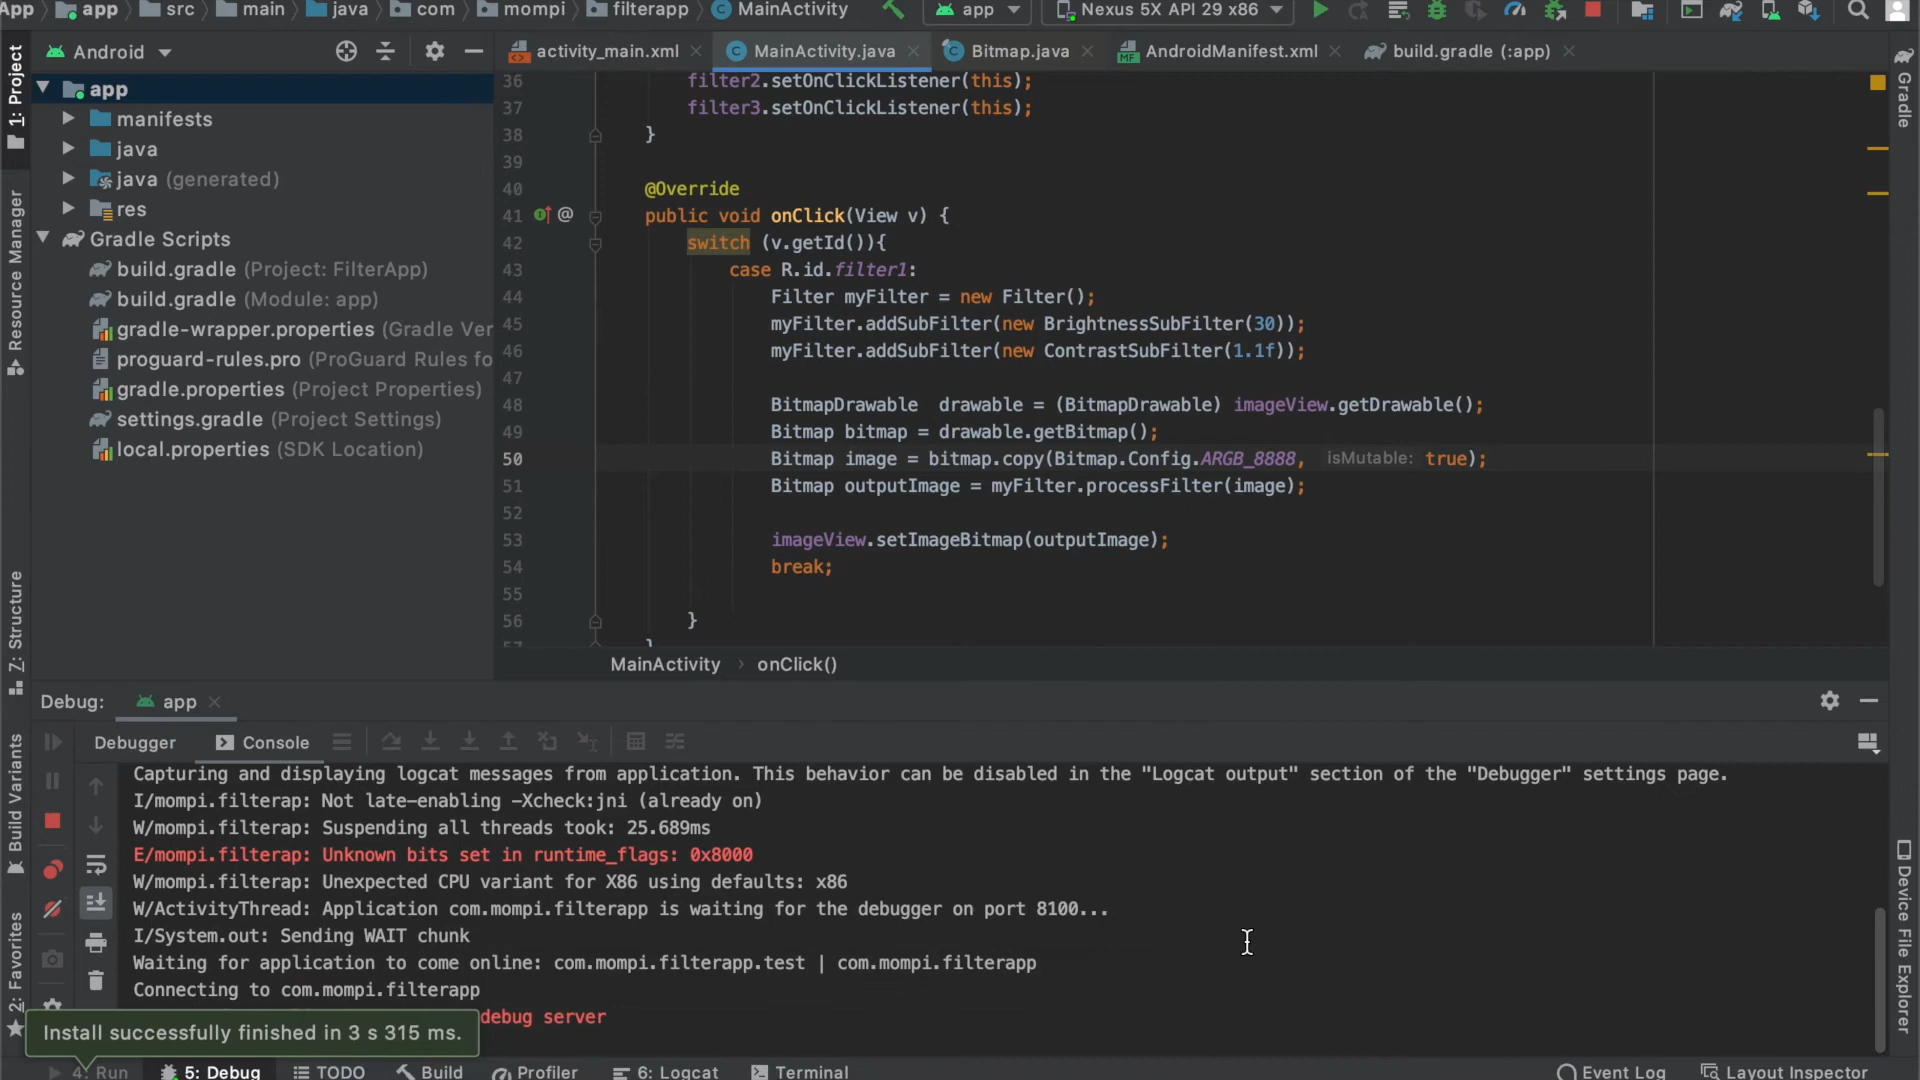 App app src main java com mompi filterapp MainActivity app Nexus 5X API 29 x86
Android activity_main.xml MainActivity.java Bitmap.java AndroidManifest.xml build.gradle (:app)
1: Project
Resource Manager
7: Structure
Build Variants
2: Favorites
app
manifests
java
java (generated)
res
Gradle Scripts
build.gradle (Project: FilterApp)
build.gradle (Module: app)
gradle-wrapper.properties (Gradle Ver
proguard-rules.pro (ProGuard Rules fo
gradle.properties (Project Properties)
settings.gradle (Project Settings)
local.properties (SDK Location)
36 filter2.setOnClickListener(this);
37 filter3.setOnClickListener(this);
38 }
39
40 @Override
41 @ public void onClick(View v) {
42 switch (v.getId()){
43 case R.id.filter1:
44 Filter myFilter = new Filter();
45 myFilter.addSubFilter(new BrightnessSubFilter(30));
46 myFilter.addSubFilter(new ContrastSubFilter(1.1f));
47
48 BitmapDrawable drawable = (BitmapDrawable) imageView.getDrawable();
49 Bitmap bitmap = drawable.getBitmap();
50 Bitmap image = bitmap.copy(Bitmap.Config.ARGB_8888, isMutable: true);
51 Bitmap outputImage = myFilter.processFilter(image);
52
53 imageView.setImageBitmap(outputImage);
54 break;
55
56 }
57 }
MainActivity › onClick()
Gradle
Device File Explorer
Debug: app
Debugger Console
Capturing and displaying logcat messages from application. This behavior can be disabled in the "Logcat output" section of the "Debugger" settings page.
I/mompi.filterap: Not late-enabling -Xcheck:jni (already on)
W/mompi.filterap: Suspending all threads took: 25.689ms
E/mompi.filterap: Unknown bits set in runtime_flags: 0x8000
W/mompi.filterap: Unexpected CPU variant for X86 using defaults: x86
W/ActivityThread: Application com.mompi.filterapp is waiting for the debugger on port 8100...
I/System.out: Sending WAIT chunk
Waiting for application to come online: com.mompi.filterapp.test | com.mompi.filterapp
Connecting to com.mompi.filterapp
debug server
Install successfully finished in 3 s 315 ms.
4: Run 5: Debug TODO Build Profiler 6: Logcat Terminal Event Log Layout Inspector